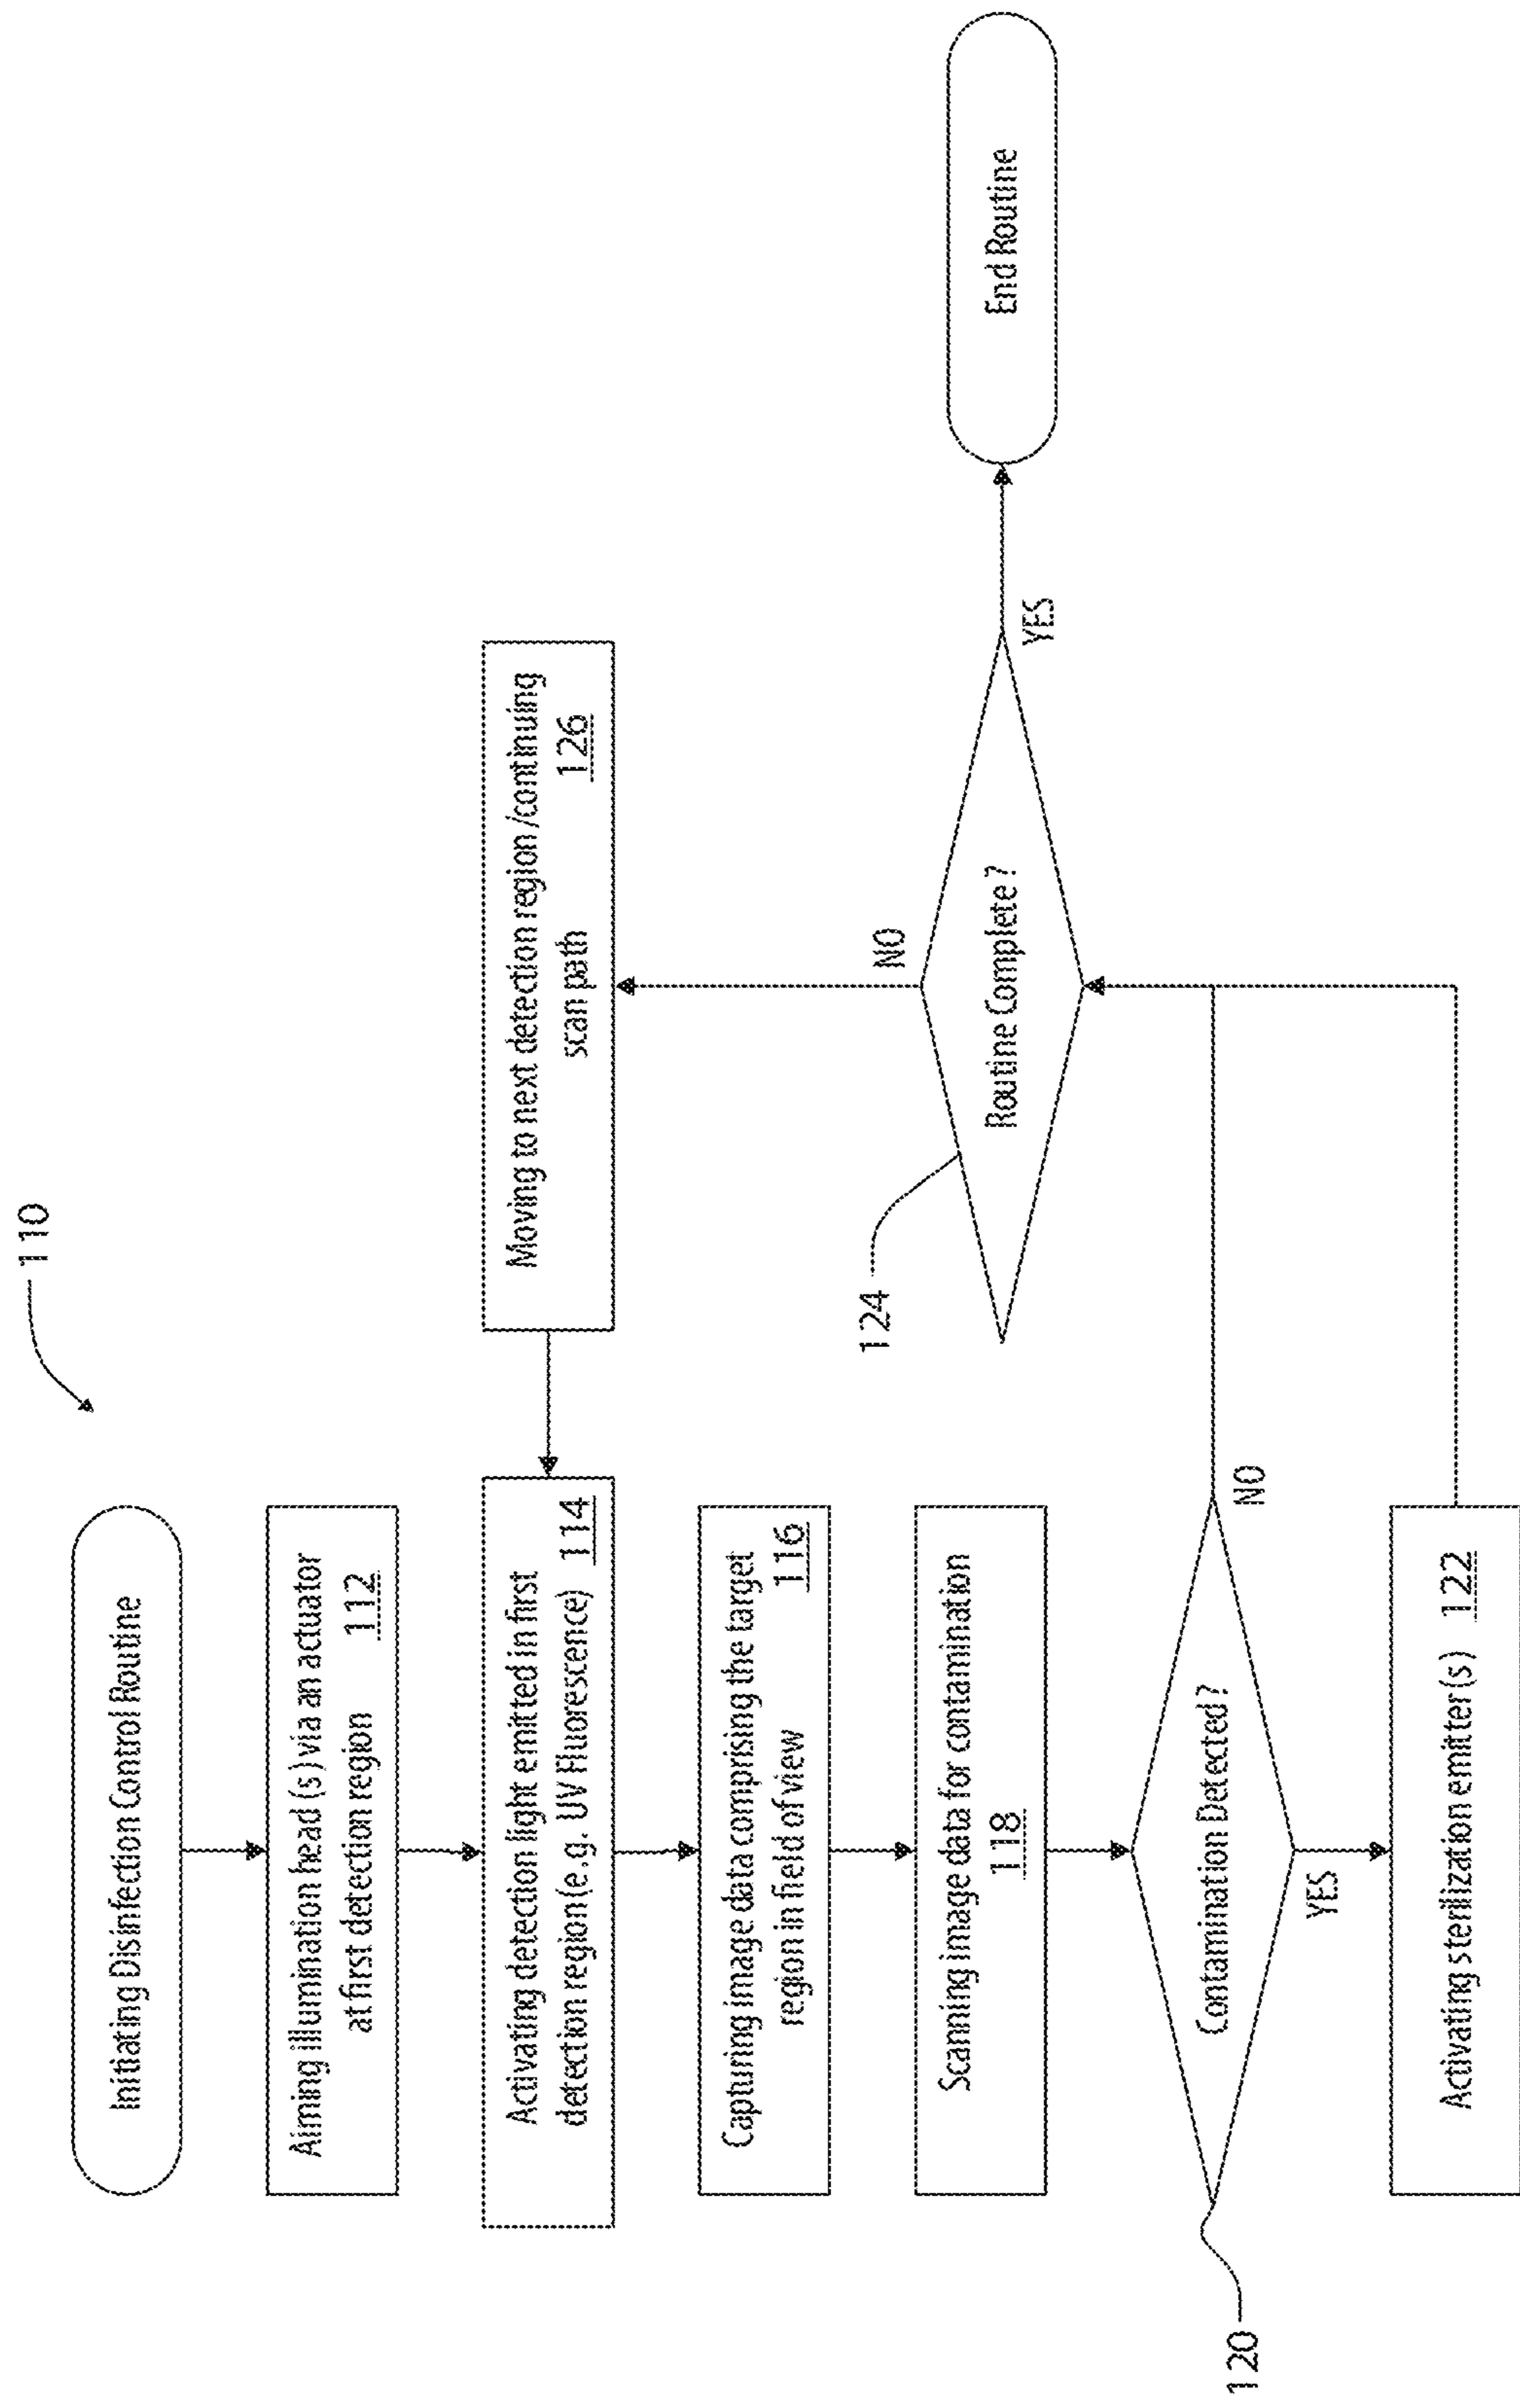 110
Initiating Disinfection Control Routine
Aiming illumination head (s) via an actuator
at first detection region 112
Activating detection light emitted in first
detection region(e.g. UV Fluorescence) 114
Capturing image data comprising the target
region in field of view 116
Scanning image data for contamination
118
Contamination Detected?
120
NO
YES
Activating sterilization emitter(s) 122
Moving to next detection region /continuing
scan path 126
NO
124
Routine Complete?
YES
End Routine